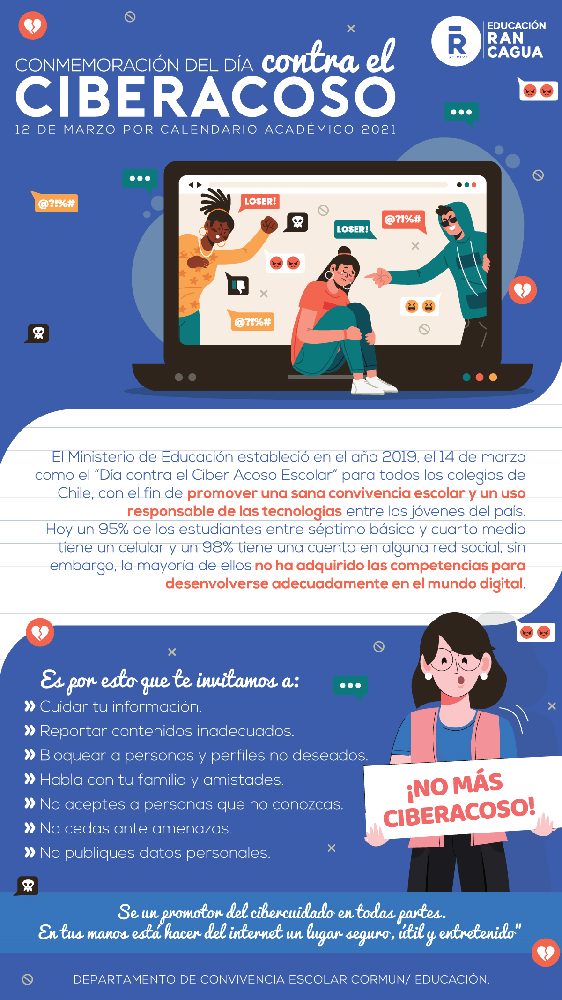 EDUCACIÓN
RAN
CAGUA
R
SE VIVE
CONMEMORACIÓN DEL DÍA contra el
CIBERACOSO
12 DE MARZO POR CALENDARIO ACADÉMICO 2021
@?!%#
LOSER!
LOSER!
@?!%#
@?!%#
El Ministerio de Educación estableció en el año 2019, el 14 de marzo
como el “Día contra el Ciber Acoso Escolar” para todos los colegios de
Chile, con el fin de promover una sana convivencia escolar y un uso
responsable de las tecnologías entre los jóvenes del país.
Hoy un 95% de los estudiantes entre séptimo básico y cuarto medio
tiene un celular y un 98% tiene una cuenta en alguna red social, sin
embargo, la mayoría de ellos no ha adquirido las competencias para
desenvolverse adecuadamente en el mundo digital.
Es por esto que te invitamos a:
» Cuidar tu información.
» Reportar contenidos inadecuados.
» Bloquear a personas y perfiles no deseados.
» Habla con tu familia y amistades.
» No aceptes a personas que no conozcas.
» No cedas ante amenazas.
» No publiques datos personales.
¡NO MÁS
CIBERACOSO!
Se un promotor del cibercuidado en todas partes.
En tus manos está hacer del internet un lugar seguro, útil y entretenido"
DEPARTAMENTO DE CONVIVENCIA ESCOLAR CORMUN/ EDUCACIÓN.